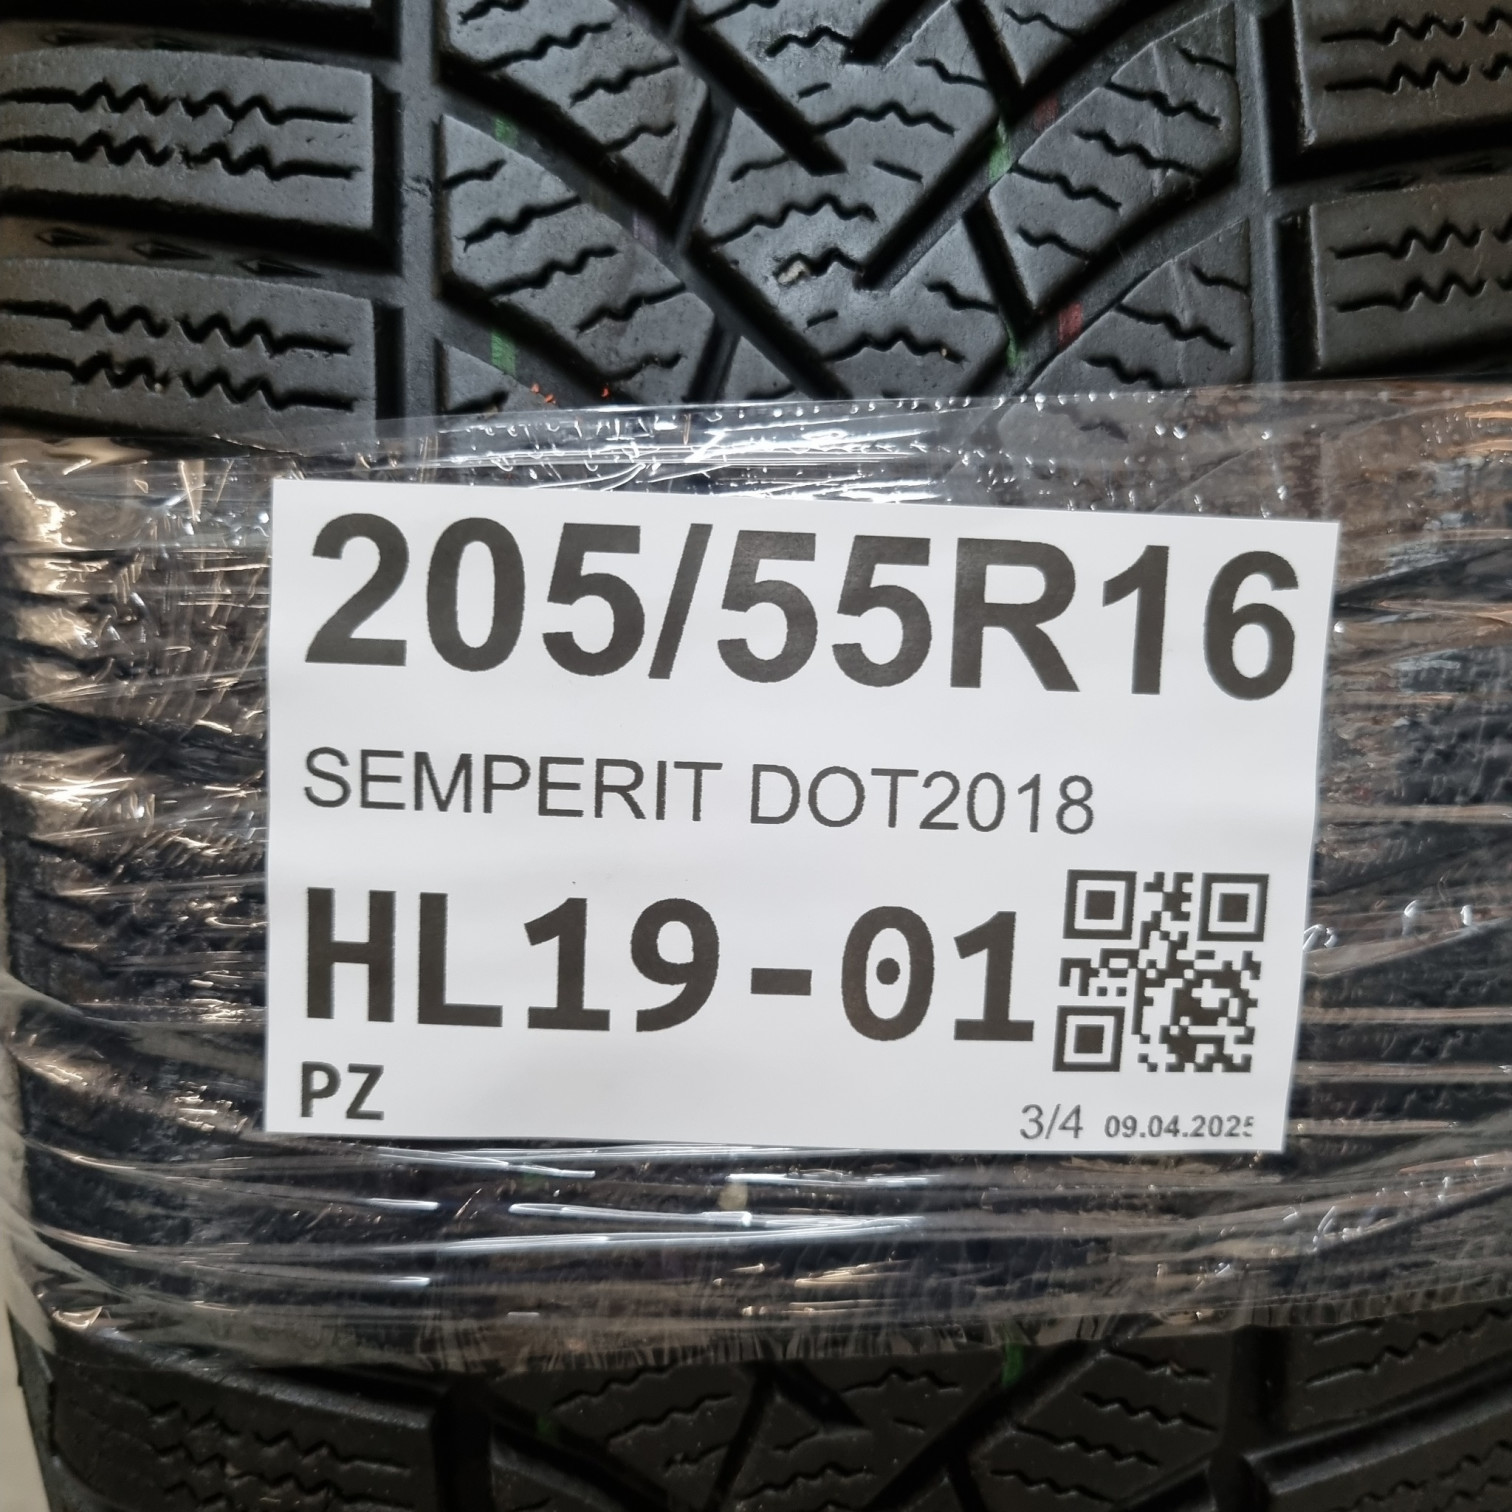 205/55R16
SEMPERIT DOT2018
HL19-01
PZ
3/4 09.04.2025